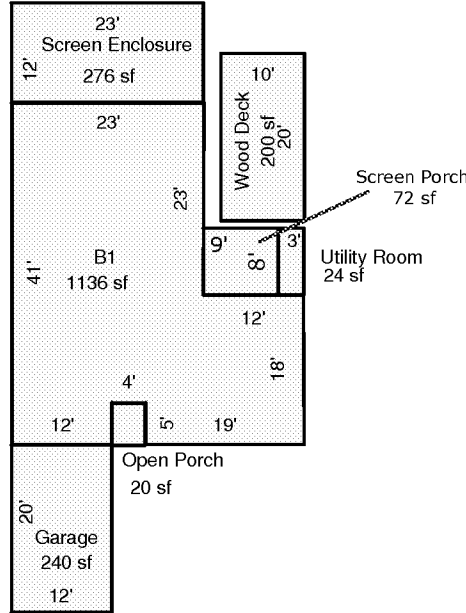 23'
Screen Enclosure
12'
276 sf
10'
Wood Deck
200 sf
20'
23'
23'
Screen Porch
72 sf
9'
8'
3'
Utility Room
24 sf
B1
1136 sf
41'
12'
18'
4'
12'
5'
19'
Open Porch
20 sf
20'
Garage
240 sf
12'